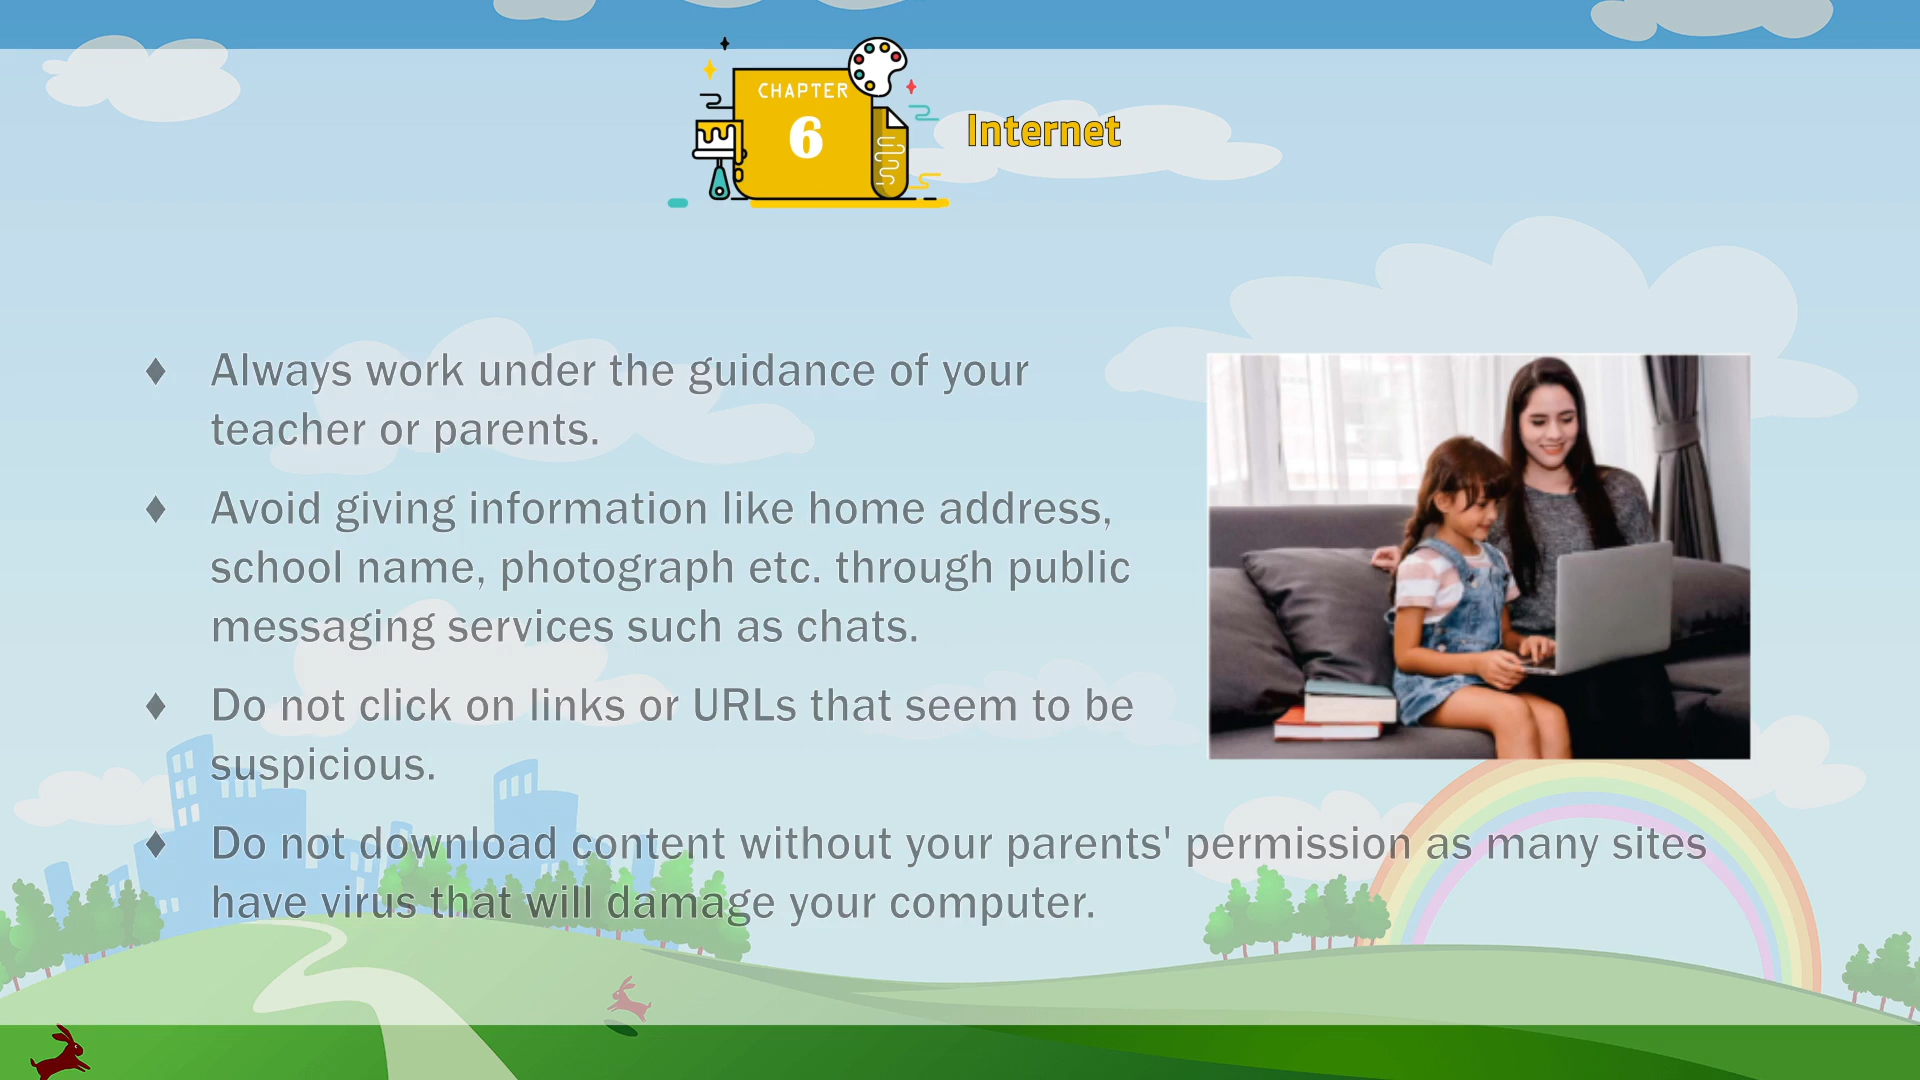 CHAPTER
6
Internet
♦ Always work under the guidance of your
teacher or parents.
♦ Avoid giving information like home address,
school name, photograph etc. through public
messaging services such as chats.
♦ Do not click on links or URLs that seem to be
suspicious.
♦ Do not download content without your parents' permission as many sites
have virus that will damage your computer.